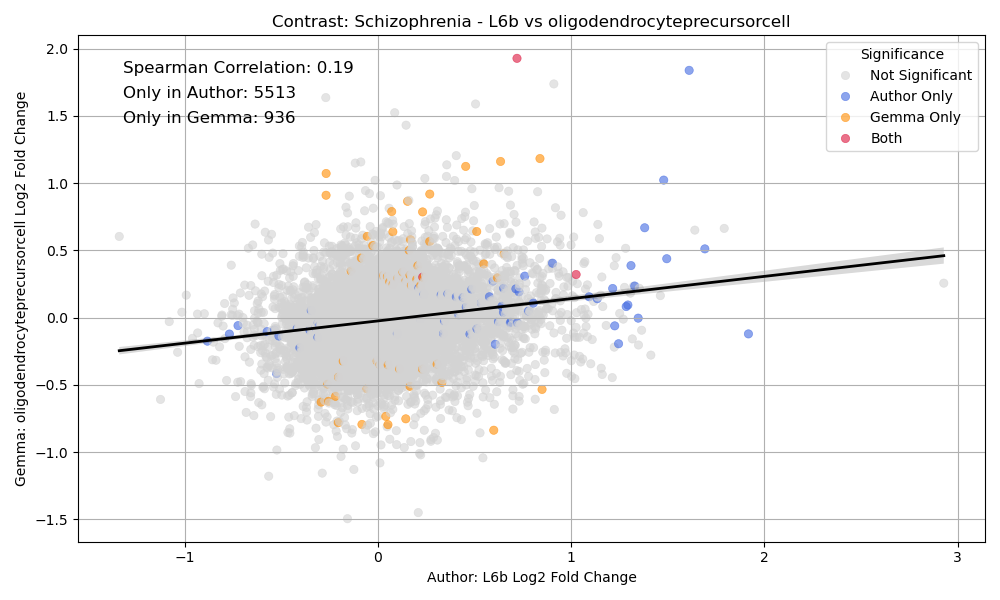 Contrast: Schizophrenia - L6b vs oligodendrocyteprecursorcell
Spearman Correlation: 0.19
Only in Author: 5513
Only in Gemma: 936
Significance
Not Significant
Author Only
Gemma Only
Both
Gemma: oligodendrocyteprecursorcell Log2 Fold Change
2.0
1.5
1.0
0.5
0.0
−0.5
−1.0
−1.5
−1
0
1
2
3
Author: L6b Log2 Fold Change